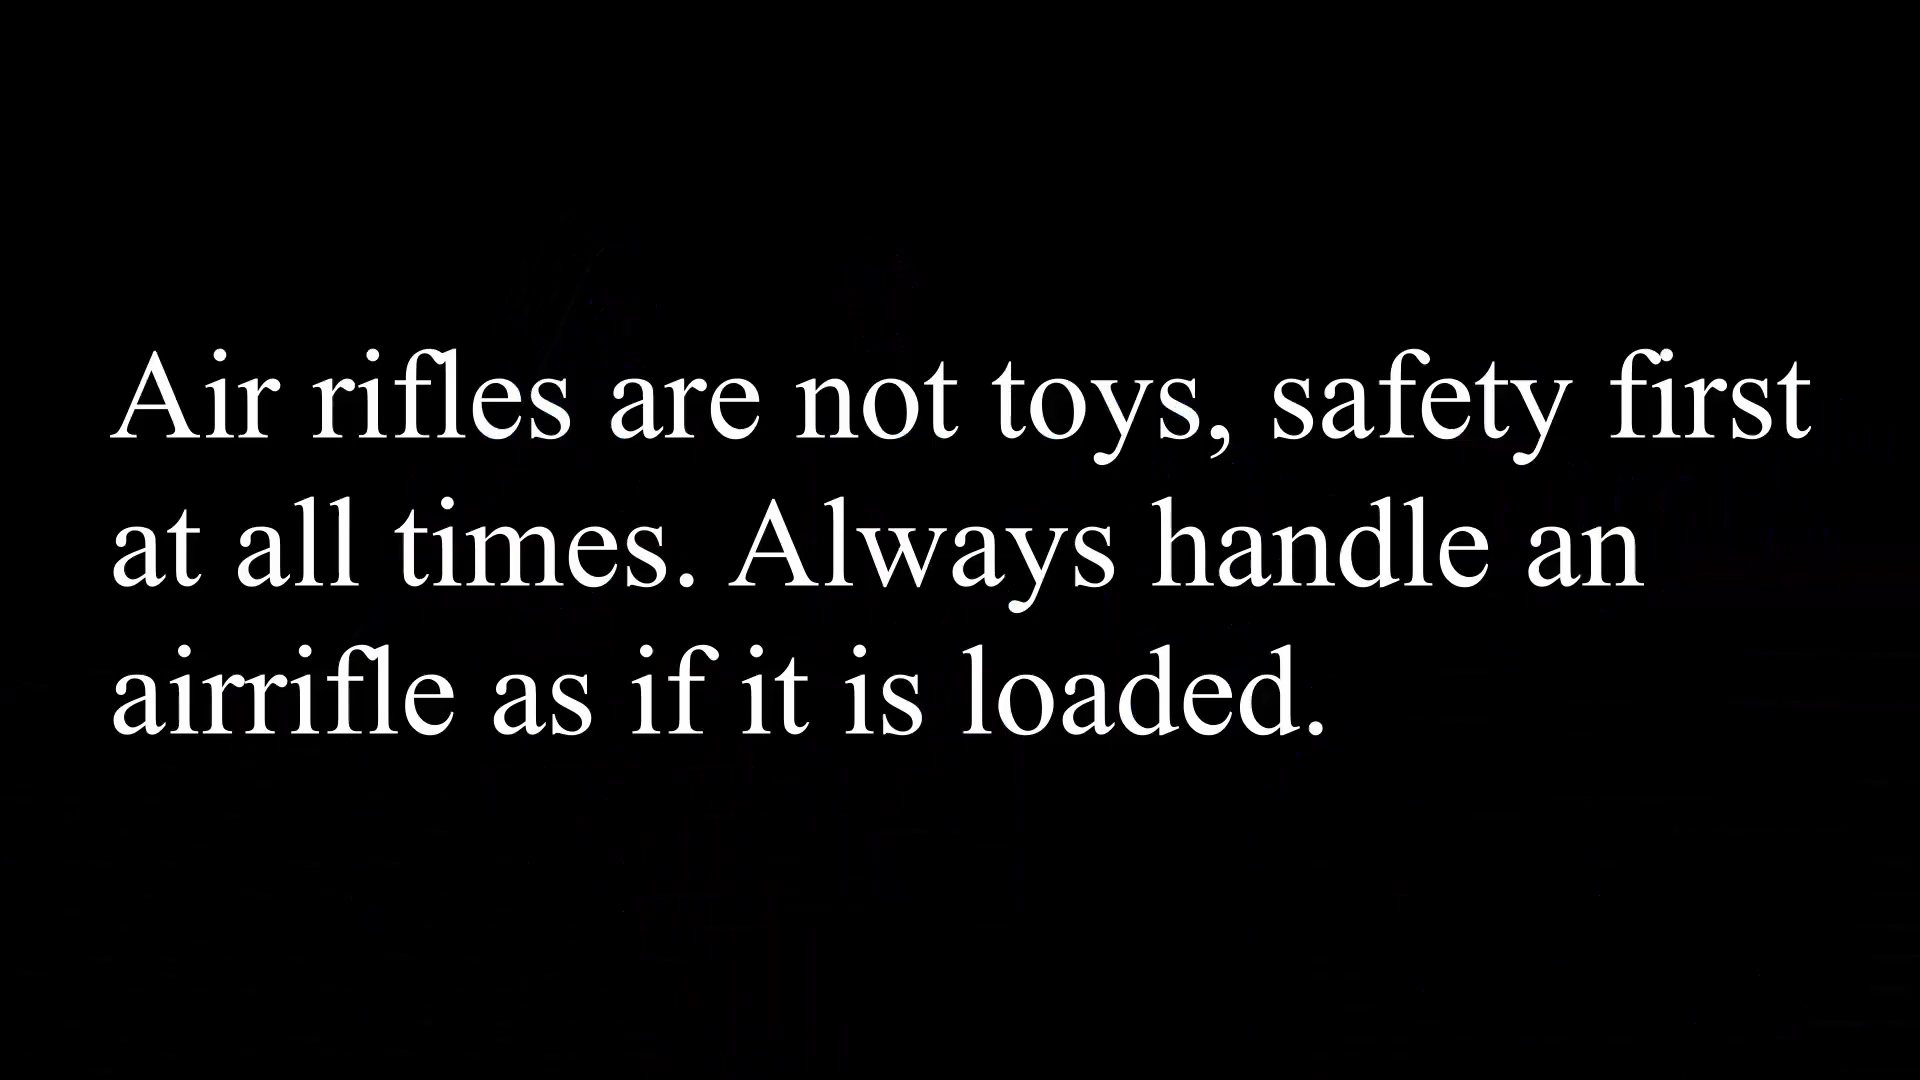 Air rifles are not toys, safety first
at all times. Always handle an
airrifle as if it is loaded.